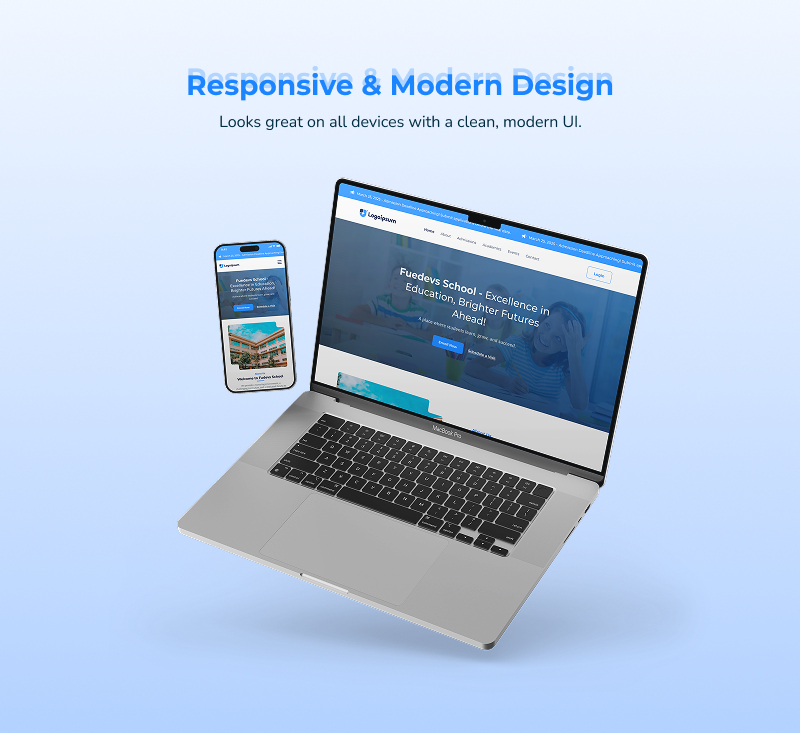 Responsive & Modern Design
Looks great on all devices with a clean, modern UI.
Logoipsum
Home About Admissions Academics Events Contact
Login
Fuedevs School - Excellence in
Education, Brighter Futures
Ahead!
A place where students learn, grow, and succeed.
Enroll Now Schedule a Visit
MacBook Pro
Logoipsum
Fuedevs School -
Excellence in Education,
Brighter Futures Ahead!
Welcome to Fuedevs School